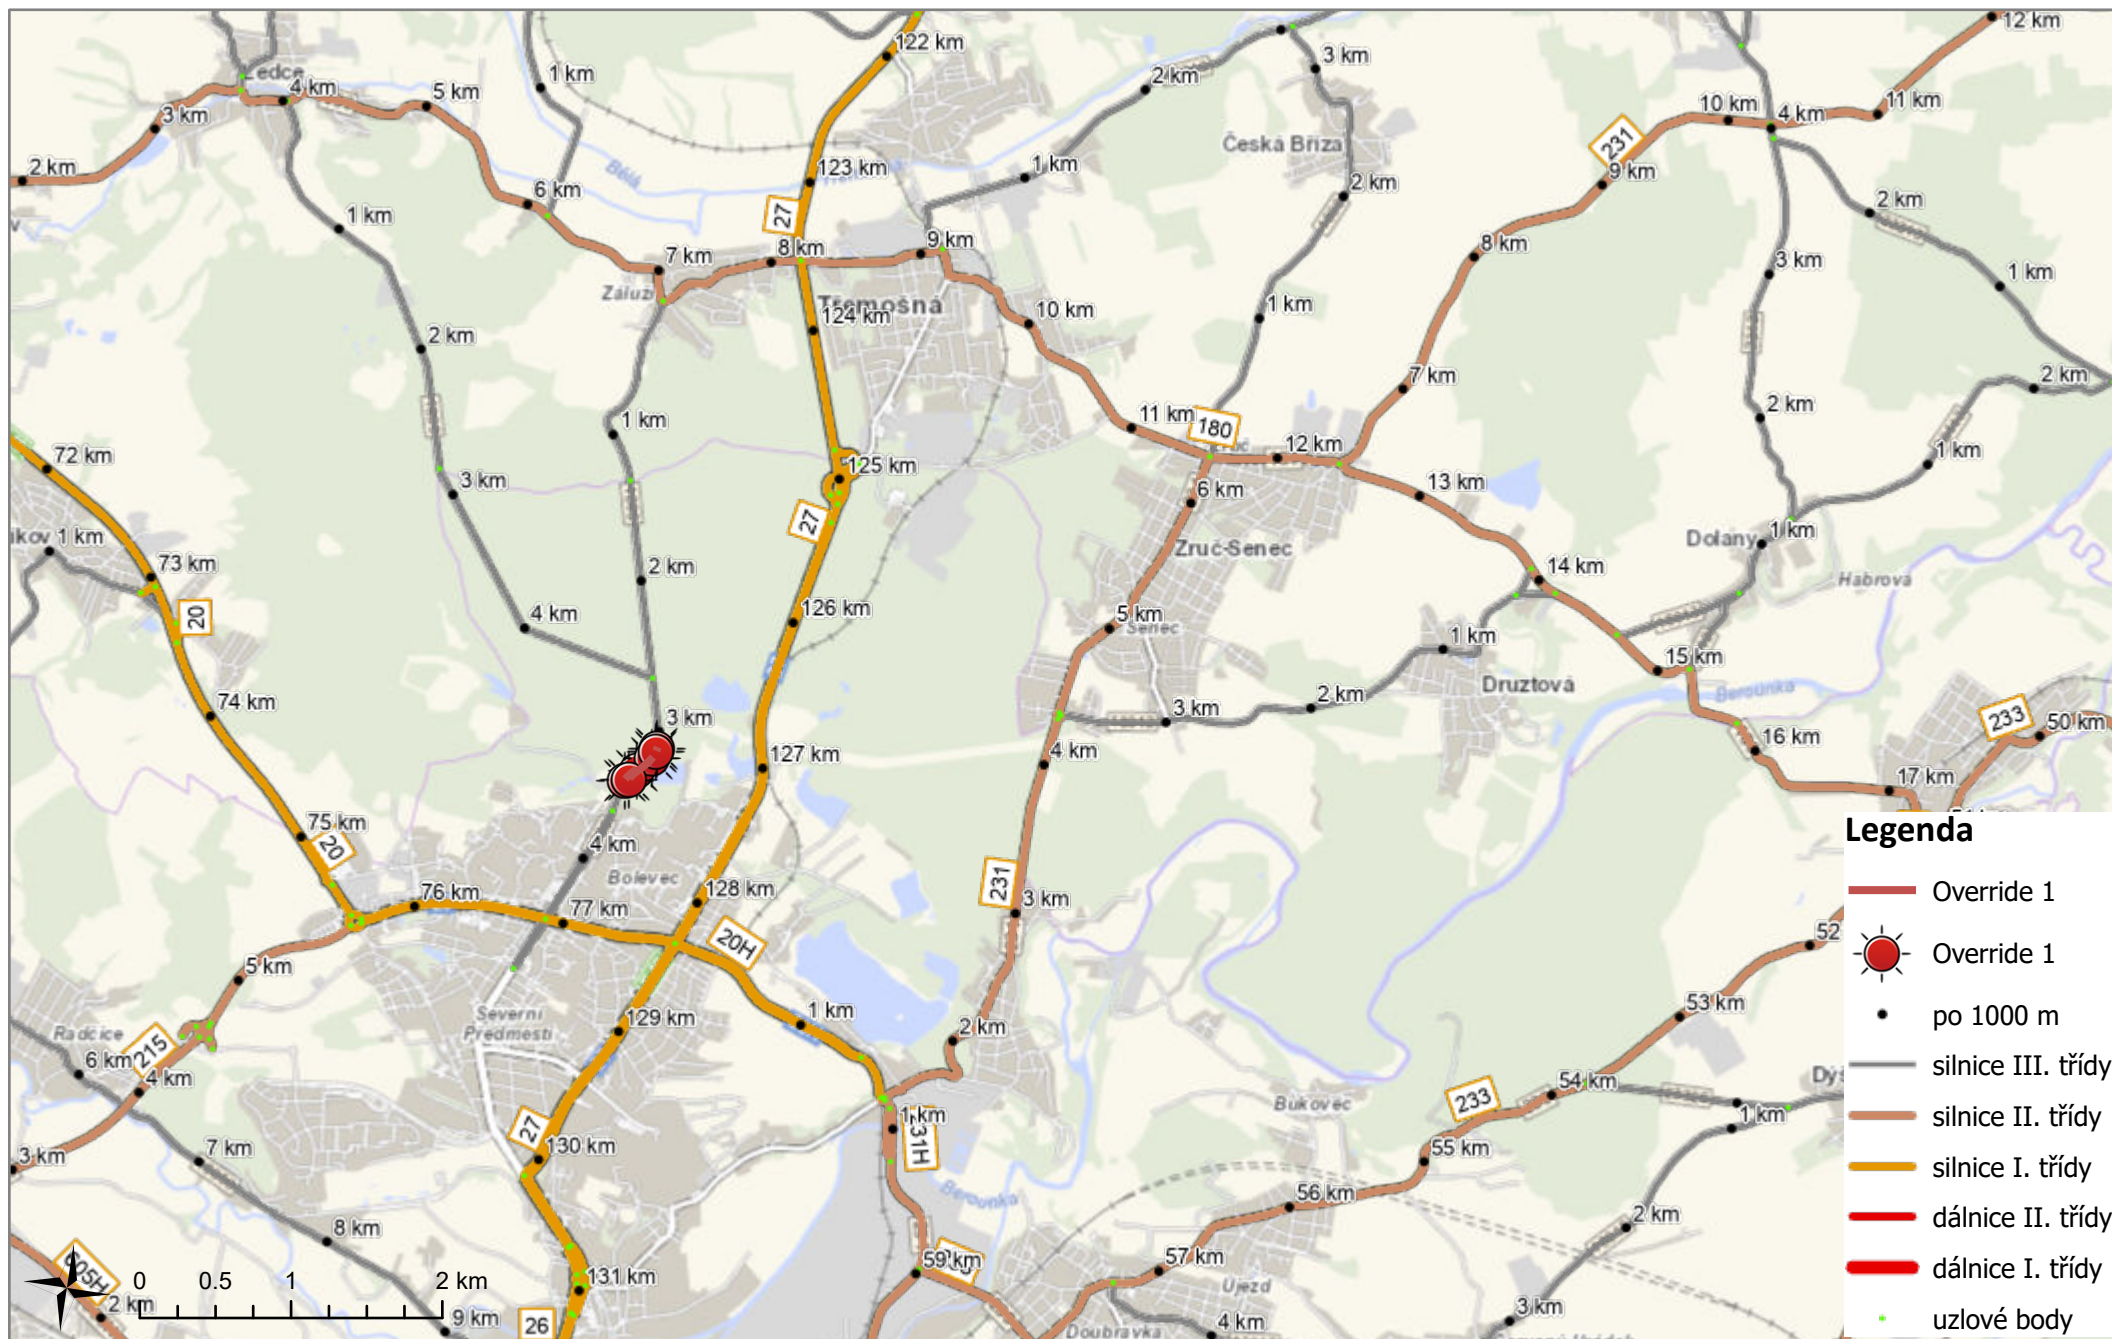 122 km
12 km
3 km
Ledce
1 km
2 km
4 km
5 km
10 km
11 km
4 km
3 km
Česká Bříza
231
Bělá
123 km
1 km
9 km
2 km
6 km
2 km
2 km
27
1 km
8 km
9 km
8 km
7 km
3 km
1 km
Záluží
Třemošná
10 km
1 km
124 km
2 km
7 km
2 km
11 km
180
2 km
1 km
12 km
1 km
72 km
125 km
3 km
13 km
6 km
27
1 km
1 km
Dolany
Zruč-Senec
73 km
2 km
14 km
Habrova
20
126 km
4 km
5 km
Senec
1 km
15 km
Druztová
Berounka
74 km
3 km
3 km
2 km
233
50 km
16 km
127 km
4 km
17 km
75 km
20
4 km
Legenda
Bolevec
76 km
128 km
231
Override 1
77 km
3 km
20H
52
Override 1
5 km
53 km
1 km
po 1000 m
Severní
Předměstí
129 km
2 km
Radčice
215
6 km
silnice III. třídy
4 km
54 km
233
Bukovec
1 km
1 km
silnice II. třídy
31H
27
7 km
130 km
55 km
3 km
silnice I. třídy
Berounka
56 km
2 km
8 km
dálnice II. třídy
57 km
59 km
605H
0 0.5 1 2 km
131 km
Újezd
dálnice I. třídy
2 km
9 km
26
4 km
3 km
uzlové body
Doubravka